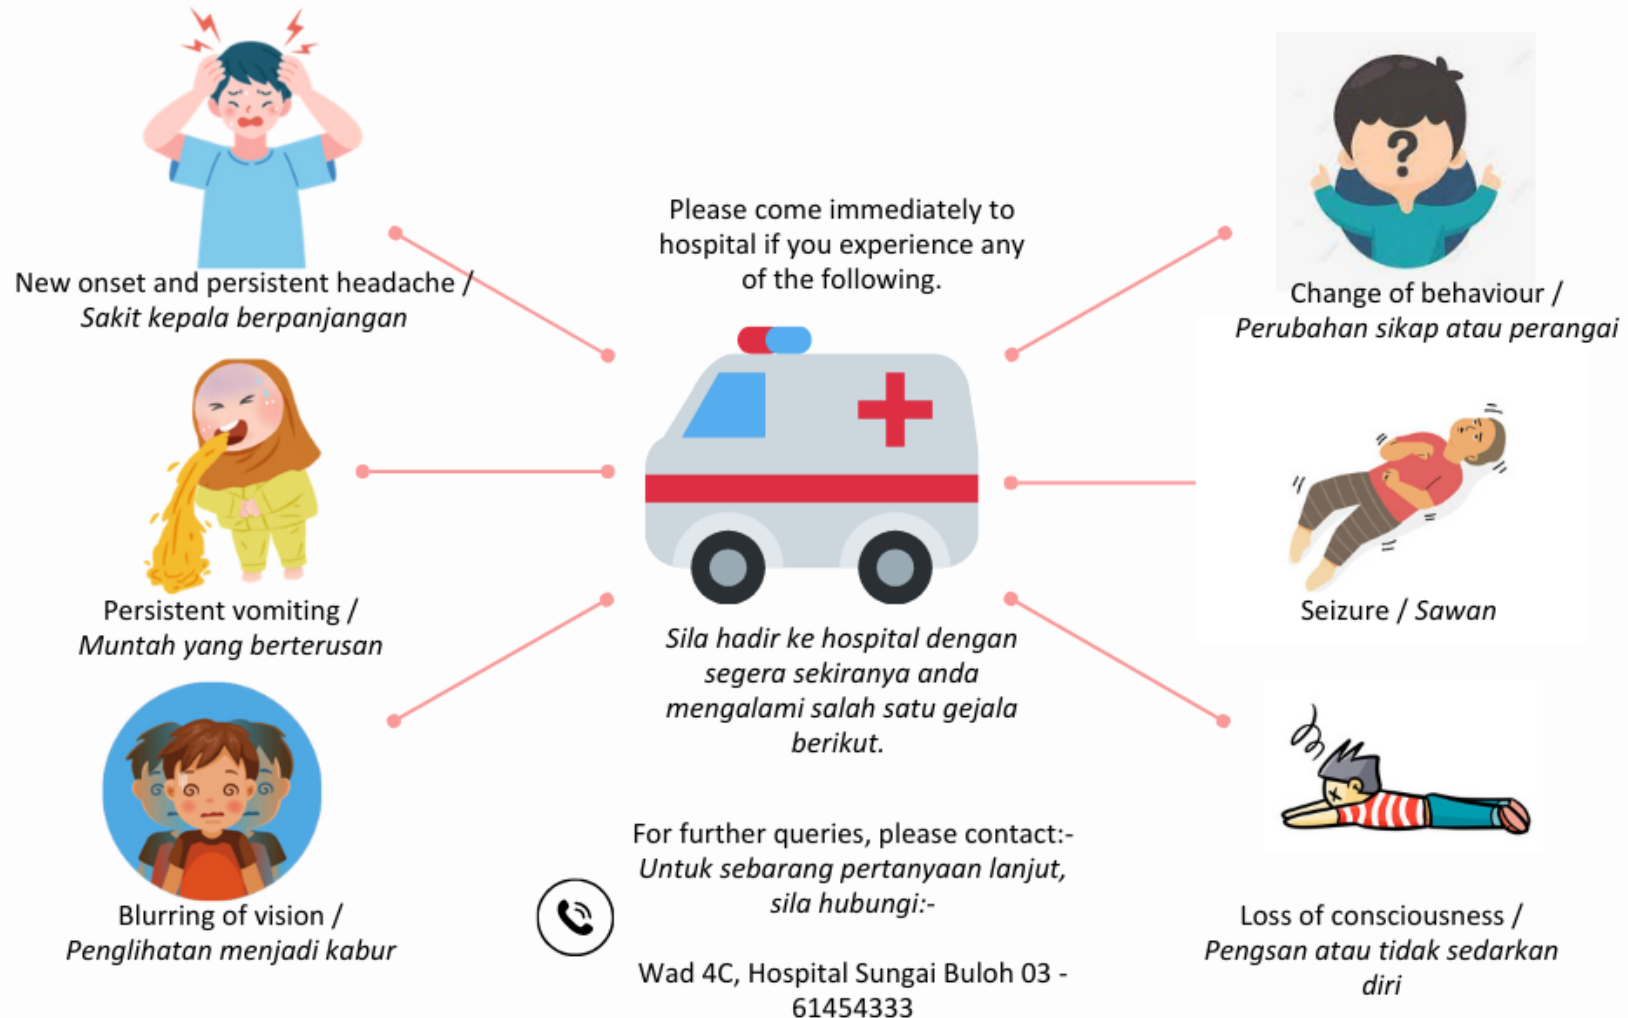 Please come immediately to
hospital if you experience any
of the following.
New onset and persistent headache /
Sakit kepala berpanjangan
Persistent vomiting /
Muntah yang berterusan
Blurring of vision /
Penglihatan menjadi kabur
Change of behaviour /
Perubahan sikap atau perangai
Seizure / Sawan
Loss of consciousness /
Pengsan atau tidak sedarkan
diri
Sila hadir ke hospital dengan
segera sekiranya anda
mengalami salah satu gejala
berikut.
For further queries, please contact:-
Untuk sebarang pertanyaan lanjut,
sila hubungi:-
Wad 4C, Hospital Sungai Buloh 03 -
61454333